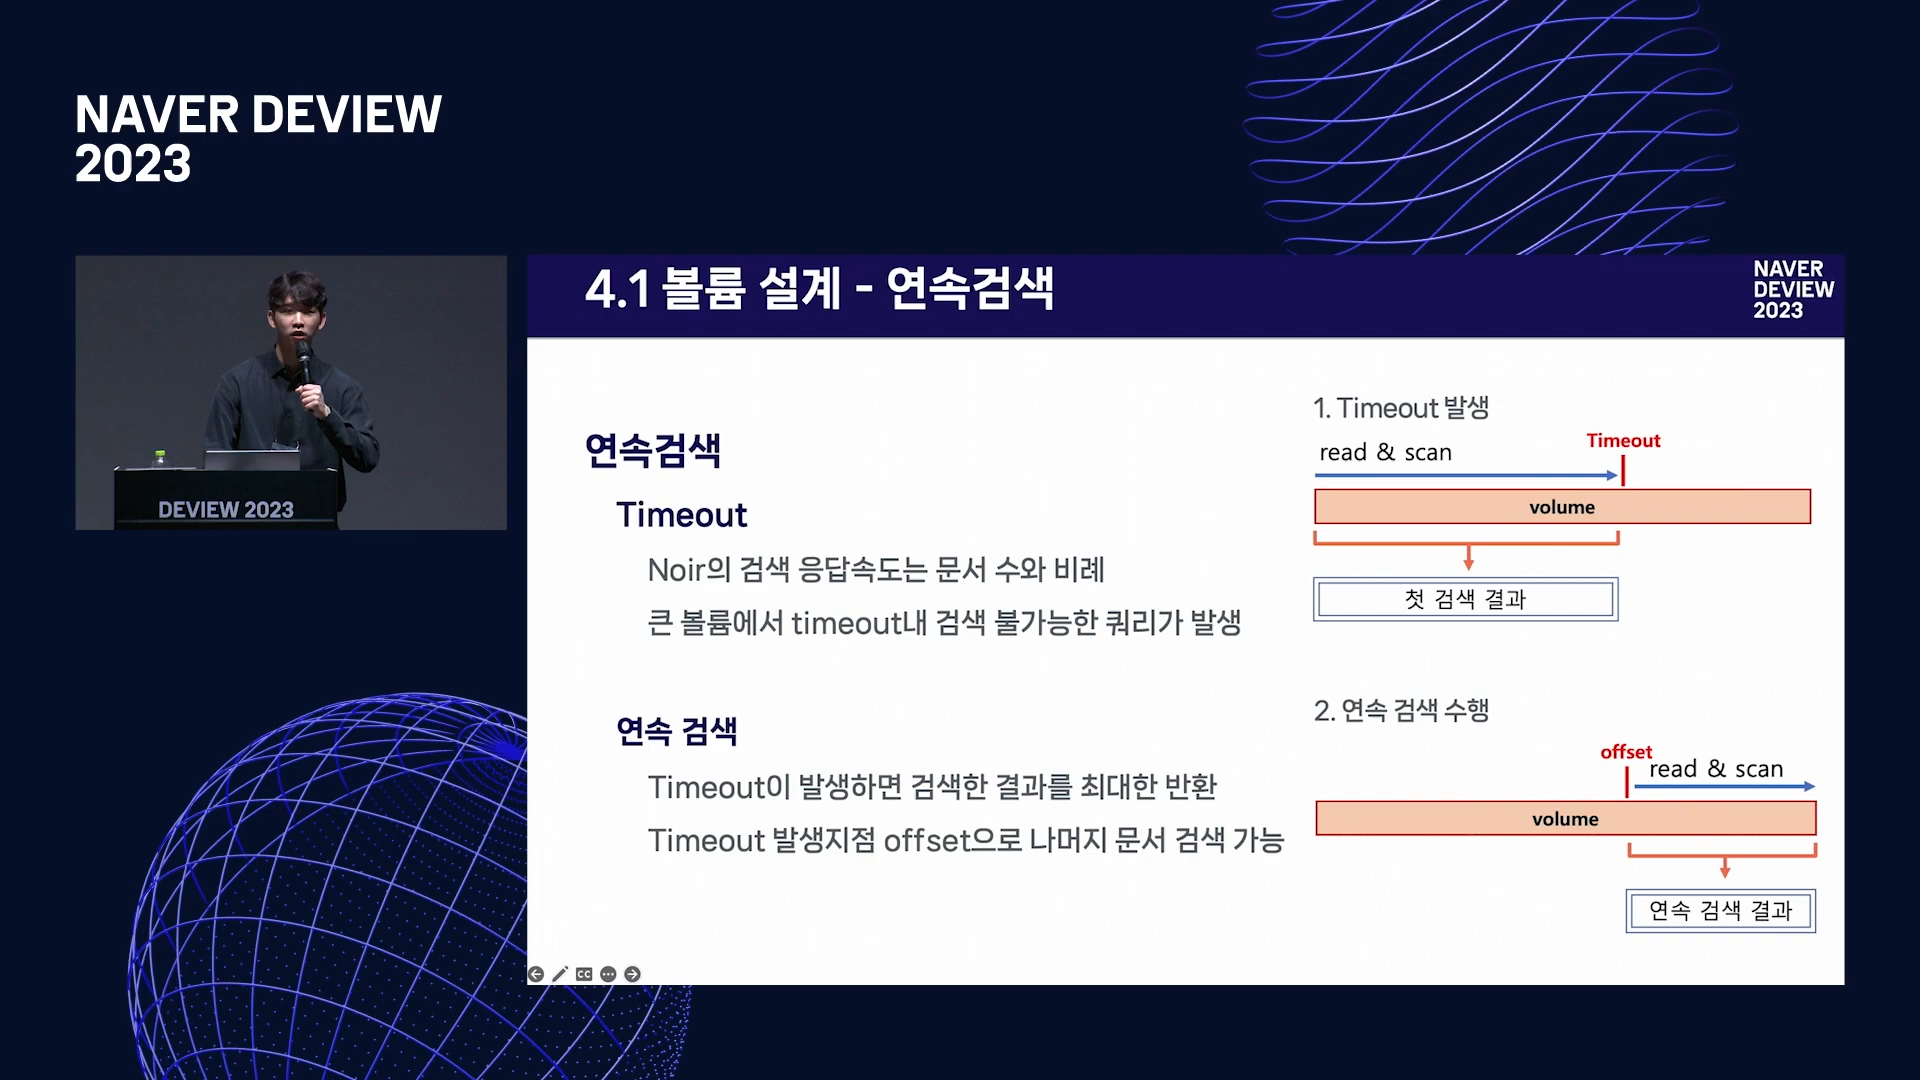 NAVER DEVIEW
2023
DEVIEW 2023
4.1 볼륨 설계 - 연속검색
NAVER
DEVIEW
2023
연속검색
Timeout
Noir의 검색 응답속도는 문서 수와 비례
큰 볼륨에서 timeout내 검색 불가능한 쿼리가 발생
연속 검색
Timeout이 발생하면 검색한 결과를 최대한 반환
Timeout 발생지점 offset으로 나머지 문서 검색 가능
1. Timeout 발생
Timeout
read & scan
volume
첫 검색 결과
2. 연속 검색 수행
offset
read & scan
volume
연속 검색 결과
CC